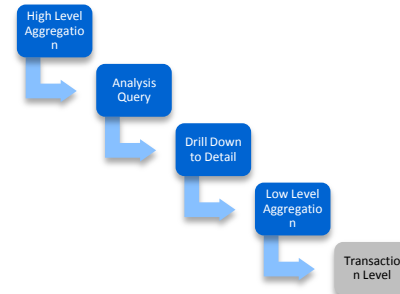 High Level
Aggregatio
n
Analysis
Query
Drill Down
to Detail
Low Level
Aggregatio
n
Transactio
n Level